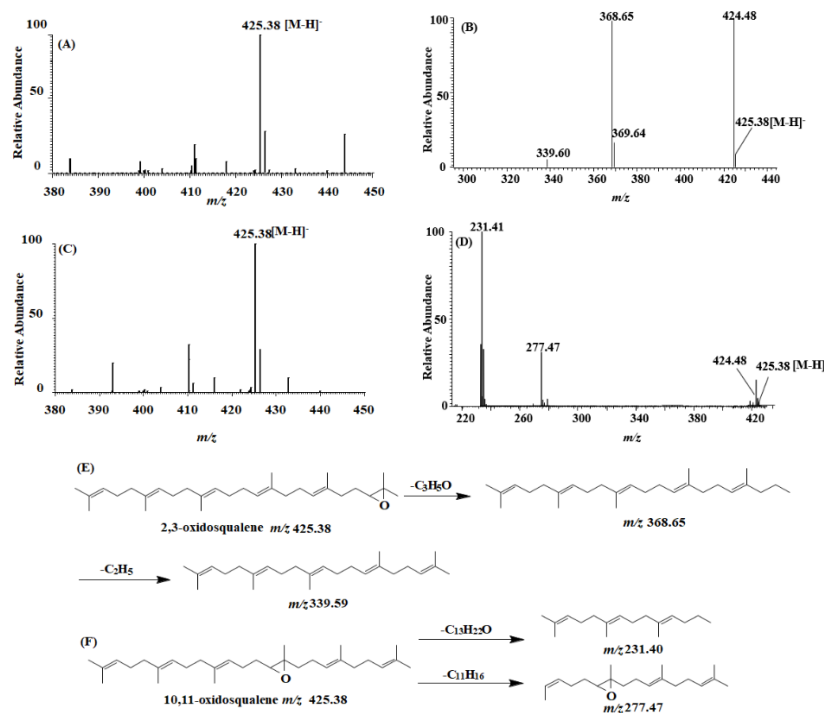 (A)
425.38 [M-H]-
Relative Abundance
100
50
0
380 390 400 410 420 430 440 450
m/z
(B)
368.65
424.48
369.64
339.60
425.38[M-H]-
Relative Abundance
100
50
0
300 320 340 360 380 400 420 440
m/z
(C)
425.38[M-H]-
Relative Abundance
100
50
0
380 390 400 410 420 430 440 450
m/z
(D)
231.41
277.47
424.48
425.38 [M-H]
Relative Abundance
100
50
0
220 260 300 340 380 420
m/z
(E)
-C3H5O
O
2,3-oxidosqualene m/z 425.38
m/z 368.65
-C2H5
m/z339.59
(F)
-C13H22O
O
m/z231.40
-C11H16
10,11-oxidosqualene m/z 425.38
O
m/z277.47